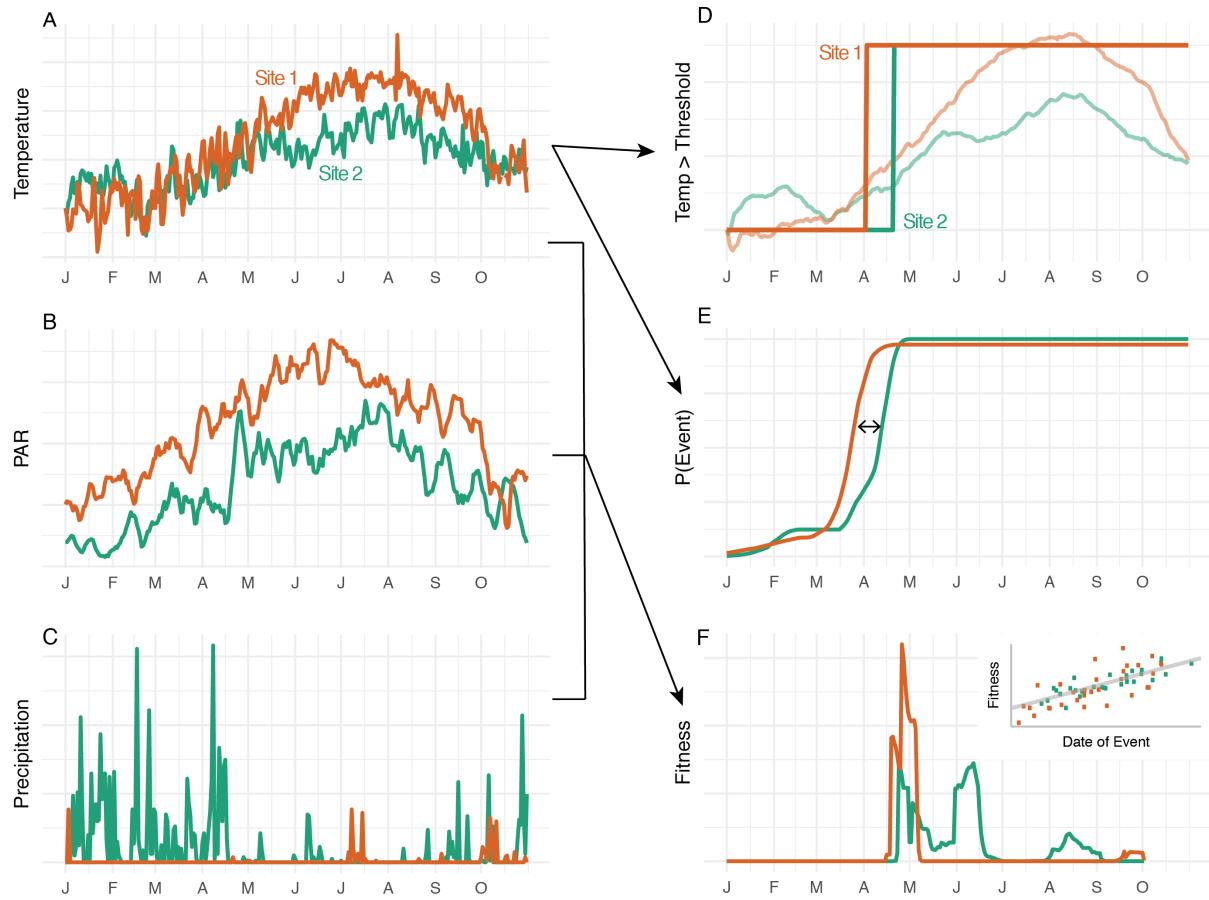 A
Temperature
Site 1
Site 2
J F M A M J J A S O
B
PAR
J F M A M J J A S O
C
Precipitation
J F M A M J J A S O
D
Temp > Threshold
Site 1
Site 2
J F M A M J J A S O
E
P(Event)
J F M A M J J A S O
F
Fitness
Fitness
Date of Event
J F M A M J J A S O